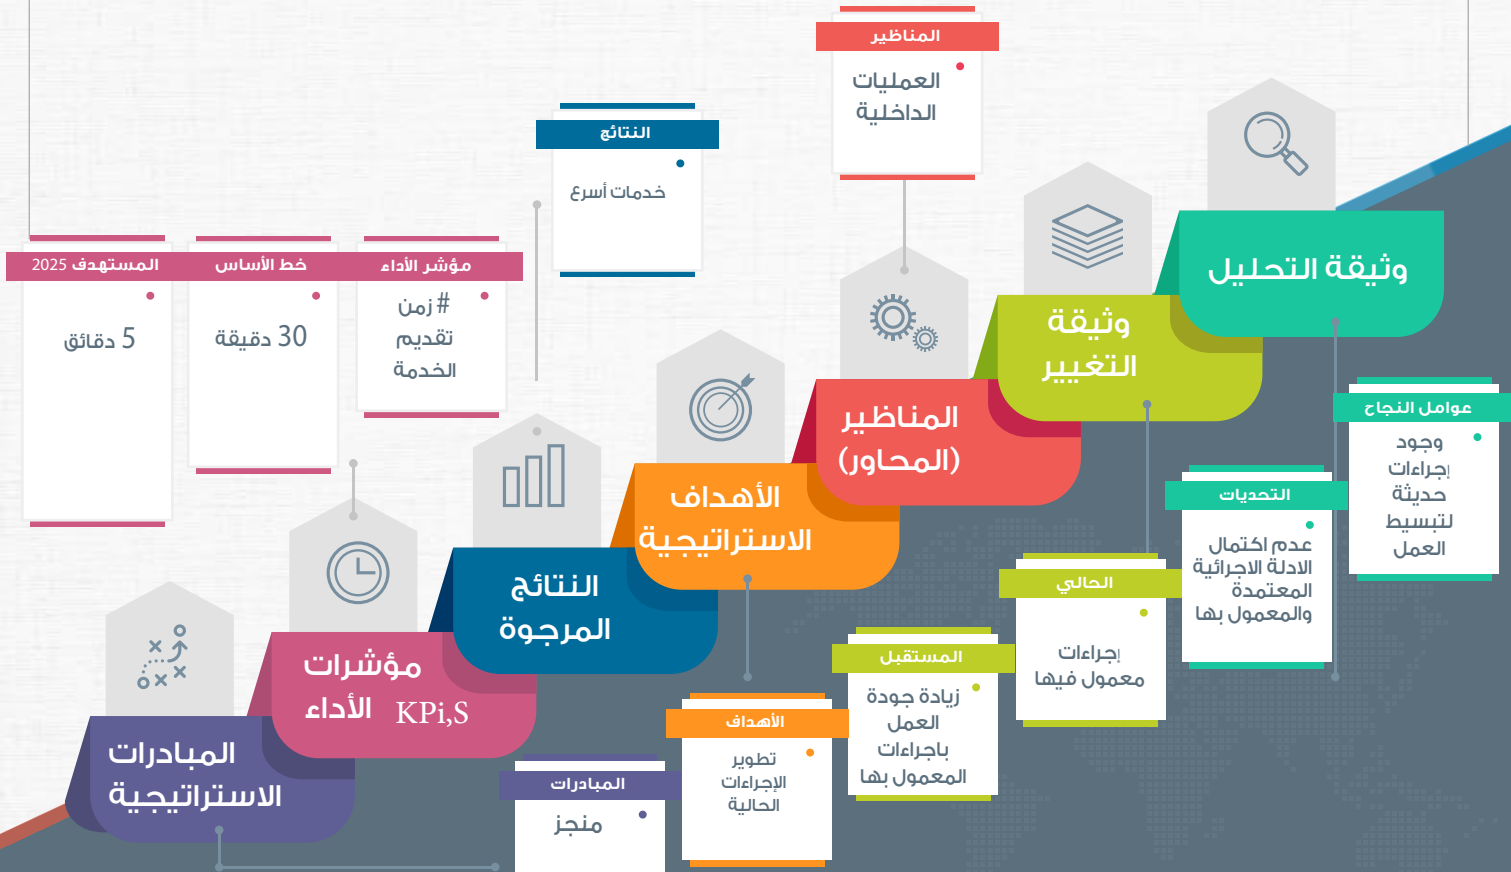 المناظير
العمليات
الداخلية
النتائج
خدمات أسرع
مؤشر الأداء
# زمن
تقديم
الخدمة
خط الأساس
30 دقيقة
المستهدف 2025
5 دقائق
وثيقة التحليل
عوامل النجاح
وجود
إجراءات
حديثة
لتبسيط
العمل
التحديات
عدم اكتمال
الادلة الاجرائية
المعتمدة
والمعمول بها
وثيقة
التغيير
الحالي
إجراءات
معمول فيها
المستقبل
زيادة جودة
العمل
باجراءات
المعمول بها
المناظير
(المحاور)
الأهداف
الاستراتيجية
الأهداف
تطوير
الإجراءات
الحالية
النتائج
المرجوة
مؤشرات
الأداء KPi,S
المبادرات
الاستراتيجية
المبادرات
منجز